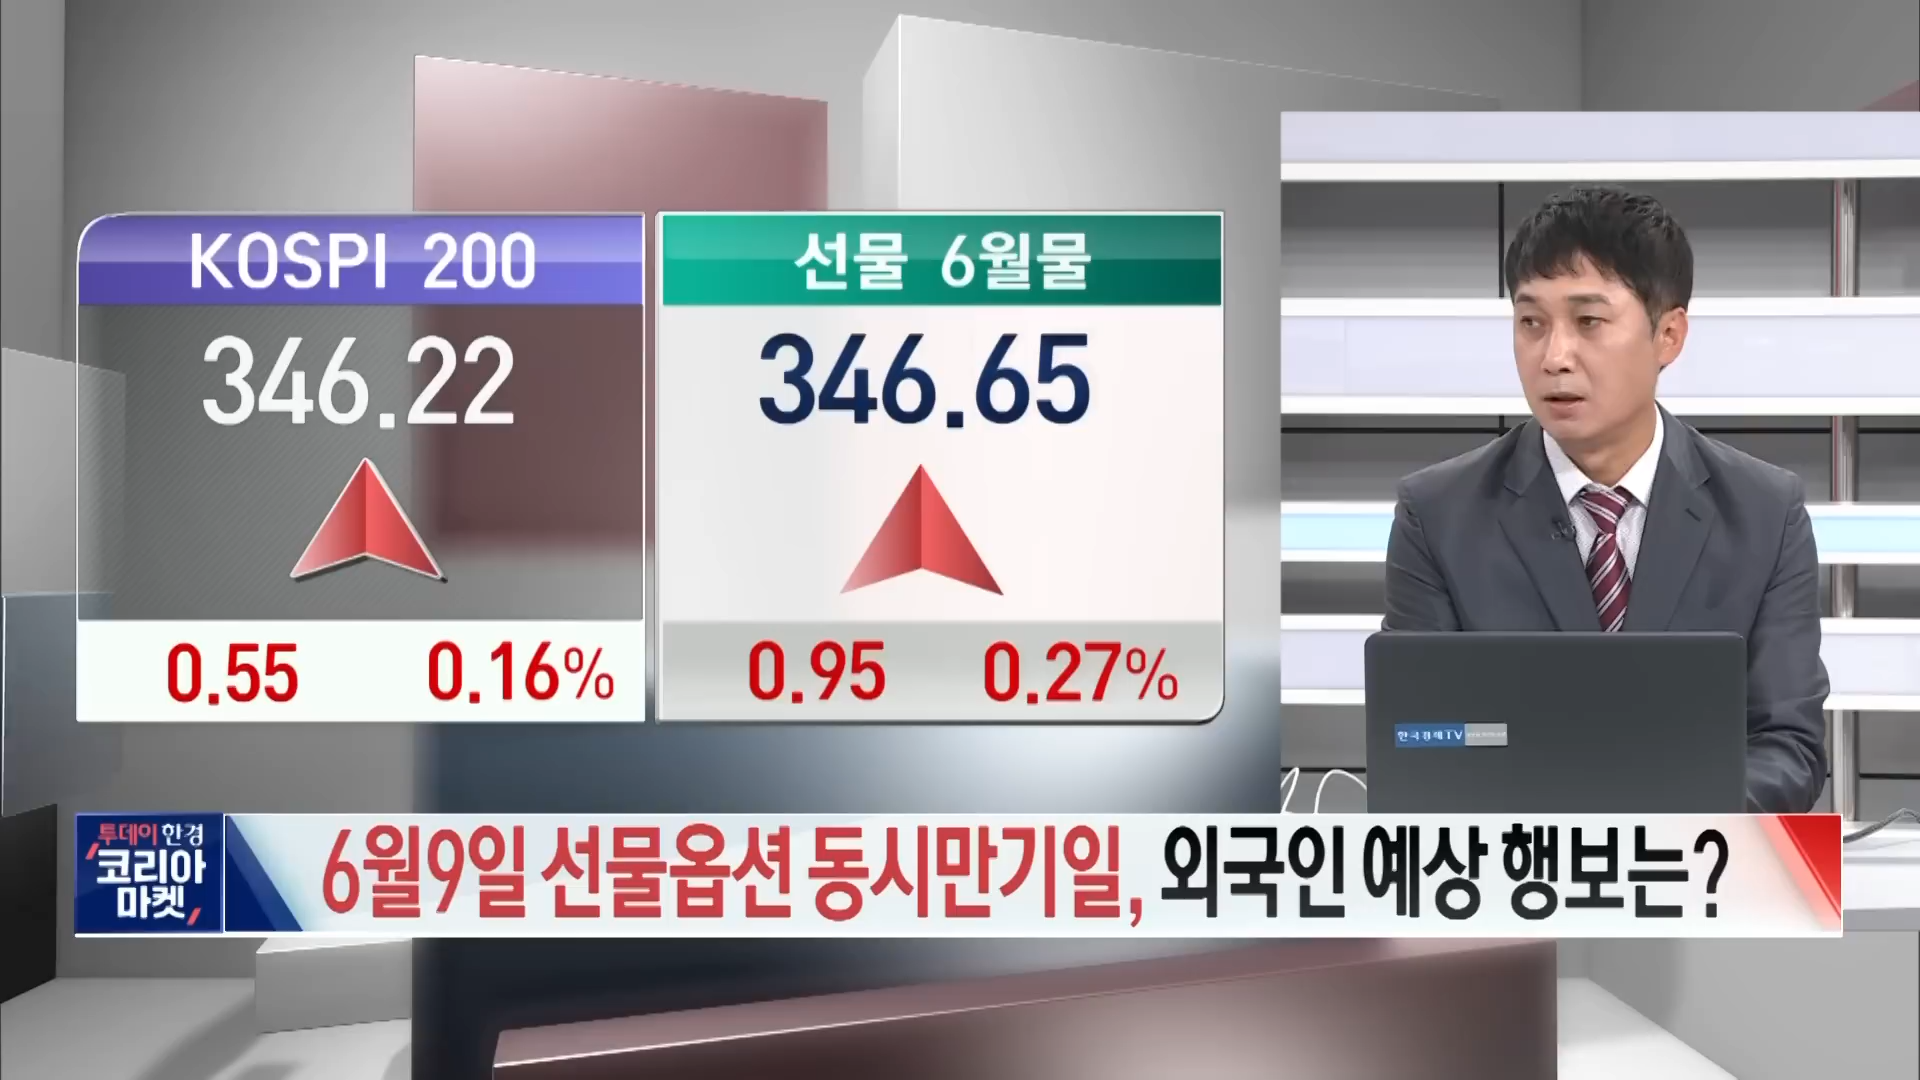 KOSPI 200
346.22
0.55 0.16%
선물 6월물
346.65
0.95 0.27%
한국경제TV
투데이 한경
코리아
마켓
6월9일 선물옵션 동시만기일, 외국인 예상 행보는?